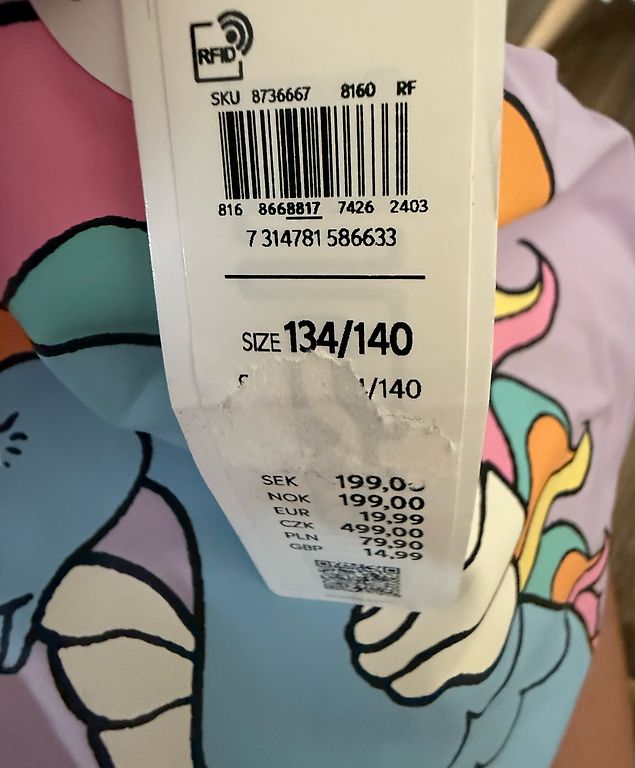 RFID
SKU 8736667 8160 RF
816 8668817 7426 2403
7 314781 586633
SIZE 134/140
/140
SEK 199,00
NOK 199,00
EUR 19.99
CZK 499,00
PLN 79.90
GBP 14.99